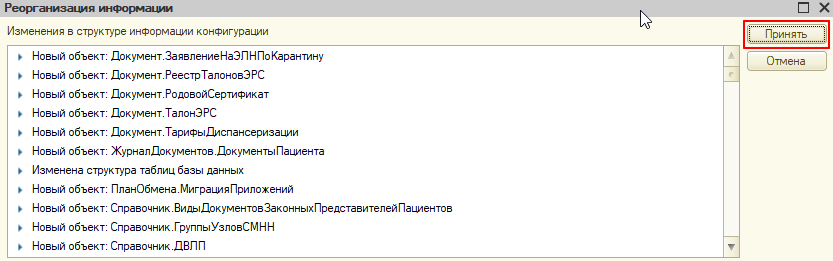 Реорганизация информации
Изменения в структуре информации конфигурации
Новый объект: Документ.ЗаявлениеНаЭЛНПоКарантину
Новый объект: Документ.РеестрТалоновЭРС
Новый объект: Документ.РодовойСертификат
Новый объект: Документ.ТалонЭРС
Новый объект: Документ.ТарифыДиспансеризации
Новый объект: ЖурналДокументов.ДокументыПациента
Изменена структура таблиц базы данных
Новый объект: ПланОбмена.МиграцияПриложений
Новый объект: Справочник.ВидыДокументовЗаконныхПредставителейПациентов
Новый объект: Справочник.ГруппыУзловСМНН
Новый объект: Справочник.ДВЛП
Принять
Отмена